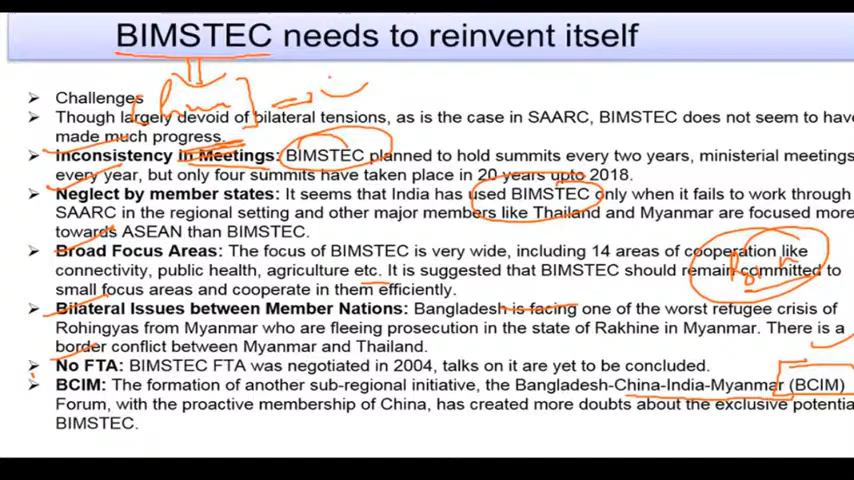 BIMSTEC needs to reinvent itself
Challenges
Though largely devoid of bilateral tensions, as is the case in SAARC, BIMSTEC does not seem to have
made much progress.
Inconsistency in Meetings: BIMSTEC planned to hold summits every two years, ministerial meetings
every year, but only four summits have taken place in 20 years upto 2018.
Neglect by member states: It seems that India has used BIMSTEC only when it fails to work through
SAARC in the regional setting and other major members like Thailand and Myanmar are focused more
towards ASEAN than BIMSTEC.
Broad Focus Areas: The focus of BIMSTEC is very wide, including 14 areas of cooperation like
connectivity, public health, agriculture etc. It is suggested that BIMSTEC should remain committed to
small focus areas and cooperate in them efficiently.
Bilateral Issues between Member Nations: Bangladesh is facing one of the worst refugee crisis of
Rohingyas from Myanmar who are fleeing prosecution in the state of Rakhine in Myanmar. There is a
border conflict between Myanmar and Thailand.
No FTA: BIMSTEC FTA was negotiated in 2004, talks on it are yet to be concluded.
BCIM: The formation of another sub-regional initiative, the Bangladesh-China-India-Myanmar (BCIM)
Forum, with the proactive membership of China, has created more doubts about the exclusive potentia
BIMSTEC.